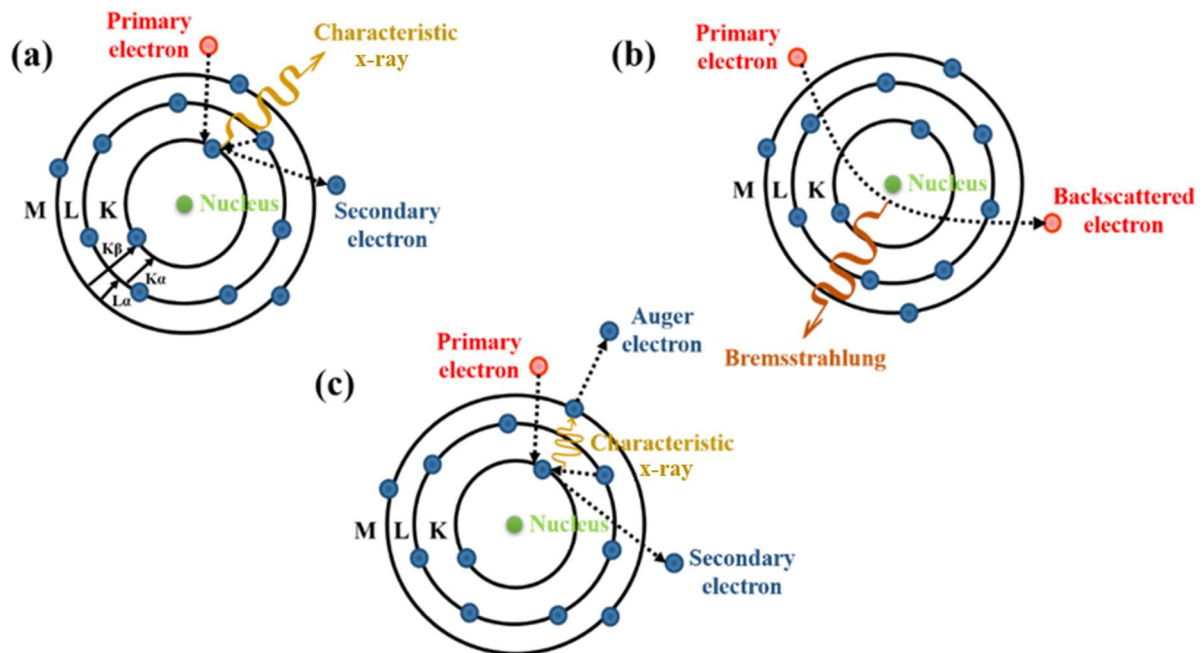 (a)
Primary
electron
Characteristic
x-ray
M L K
Nucleus
Secondary
electron
Kβ
Kα
Lα
(b)
Primary
electron
M L K
Nucleus
Backscattered
electron
Bremsstrahlung
(c)
Primary
electron
Auger
electron
Characteristic
x-ray
M L K
Nucleus
Secondary
electron